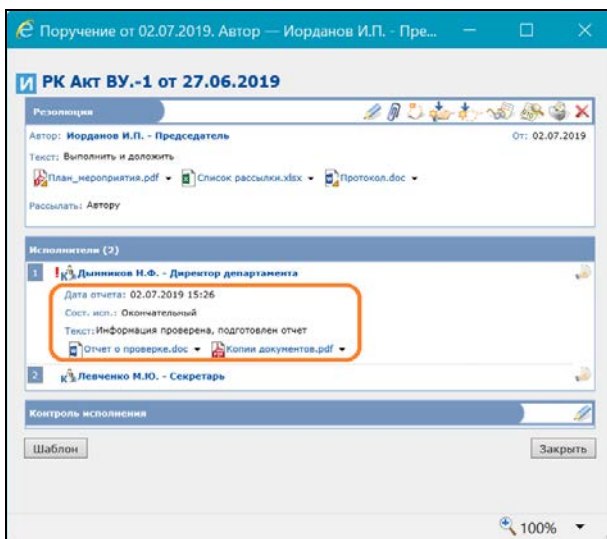 Поручение от 02.07.2019. Автор — Иорданов И.П. - Пре...
И РК Акт ВУ.-1 от 27.06.2019
Резолюция
Автор: Иорданов И.П. - Председатель От: 02.07.2019
Текст: Выполнить и доложить
План_мероприятия.pdf Список рассылки.xlsx Протокол.doc
Рассылать: Автору
Исполнители (2)
1 ! К Дынников Н.Ф. - Директор департамента
Дата отчета: 02.07.2019 15:26
Сост. исп.: Окончательный
Текст: Информация проверена, подготовлен отчет
Отчет о проверке.doc Копии документов.pdf
2 К Левченко М.Ю. - Секретарь
Контроль исполнения
Шаблон Закрыть
100%